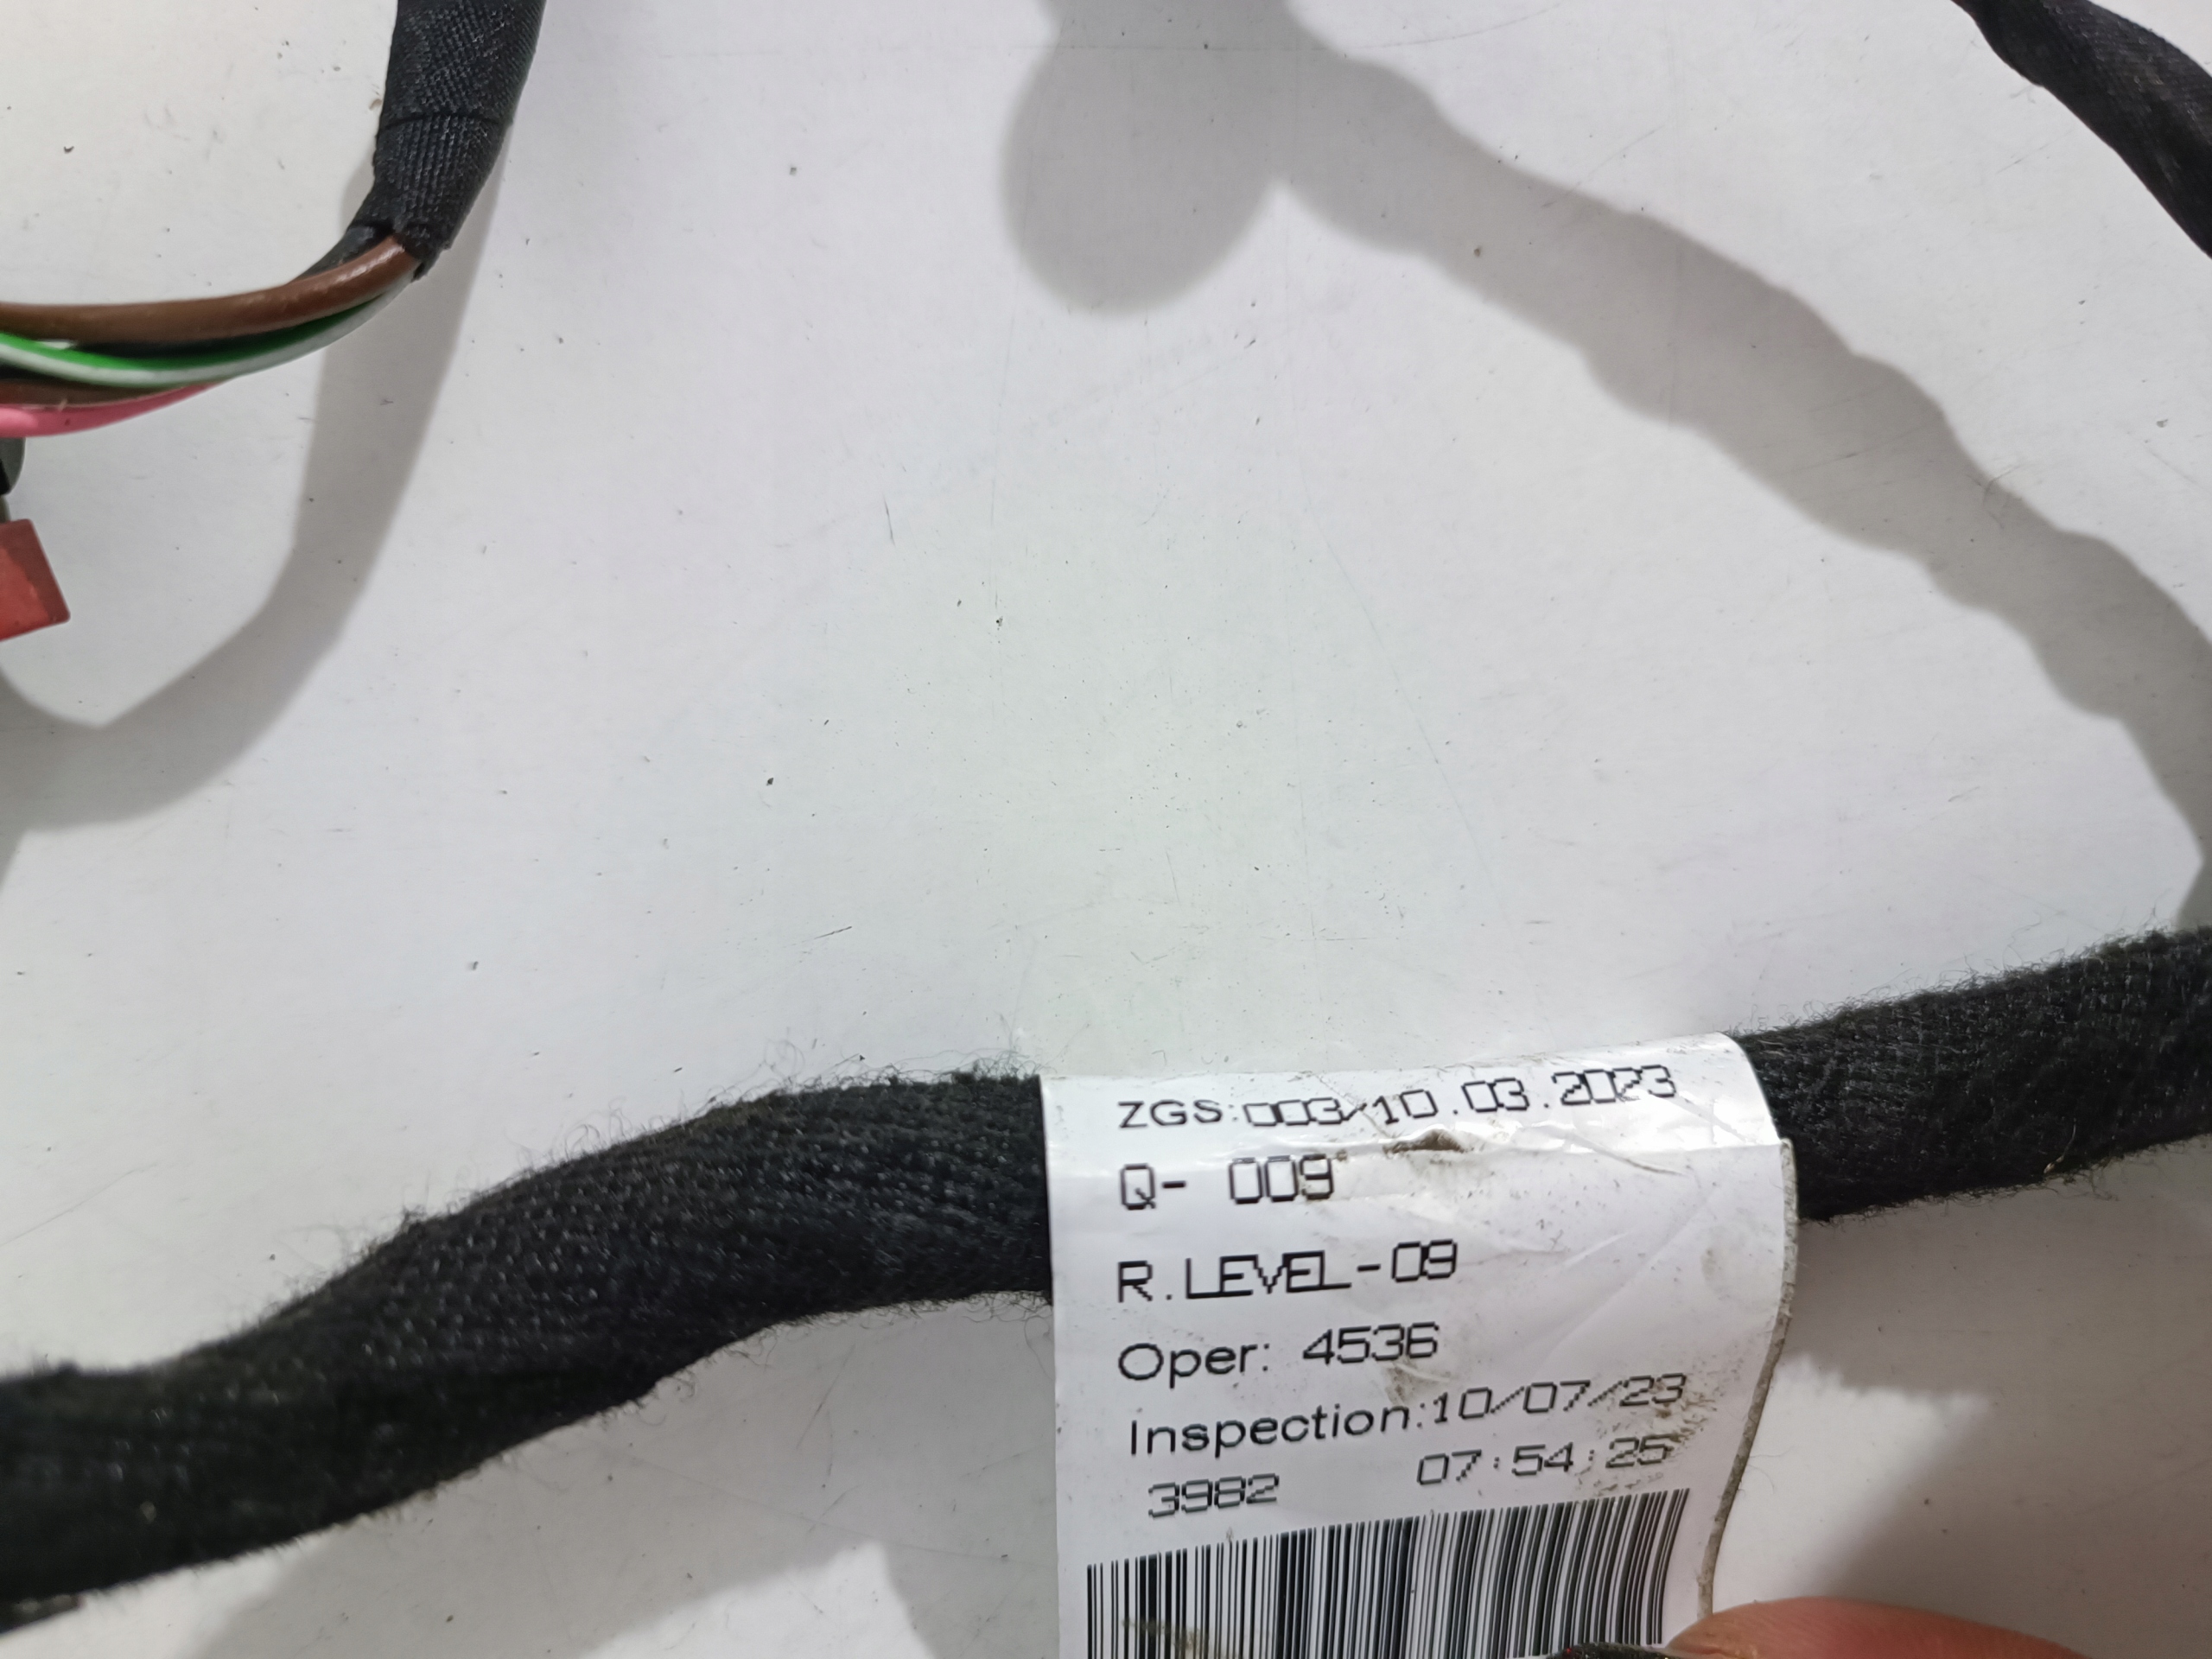 ZGS:003/10.03.2023
Q- 009
R.LEVEL-09
Oper: 4536
Inspection:10/07/23
3982 07:54:25